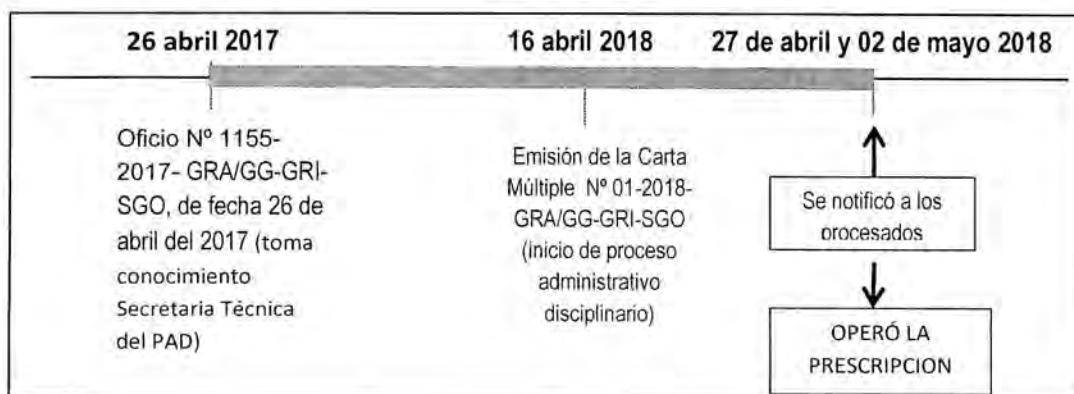 26 abril 2017
16 abril 2018
27 de abril y 02 de mayo 2018
Oficio Nº 1155-
2017- GRA/GG-GRI-
SGO, de fecha 26 de
abril del 2017 (toma
conocimiento
Secretaria Técnica
del PAD)
Emisión de la Carta
Múltiple Nº 01-2018-
GRA/GG-GRI-SGO
(inicio de proceso
administrativo
disciplinario)
Se notificó a los
procesados
OPERÓ LA
PRESCRIPCION